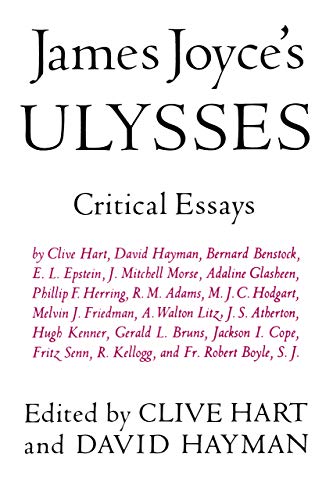 James Joyce's
ULYSSES
Critical Essays
by Clive Hart, David Hayman, Bernard Benstock,
E. L. Epstein, J. Mitchell Morse, Adaline Glasheen,
Phillip F. Herring, R. M. Adams, M. J. C. Hodgart,
Melvin J. Friedman, A. Walton Litz, J. S. Atherton,
Hugh Kenner, Gerald L. Bruns, Jackson I. Cope,
Fritz Senn, R. Kellogg, and Fr. Robert Boyle, S. J.
Edited by CLIVE HART
and DAVID HAYMAN